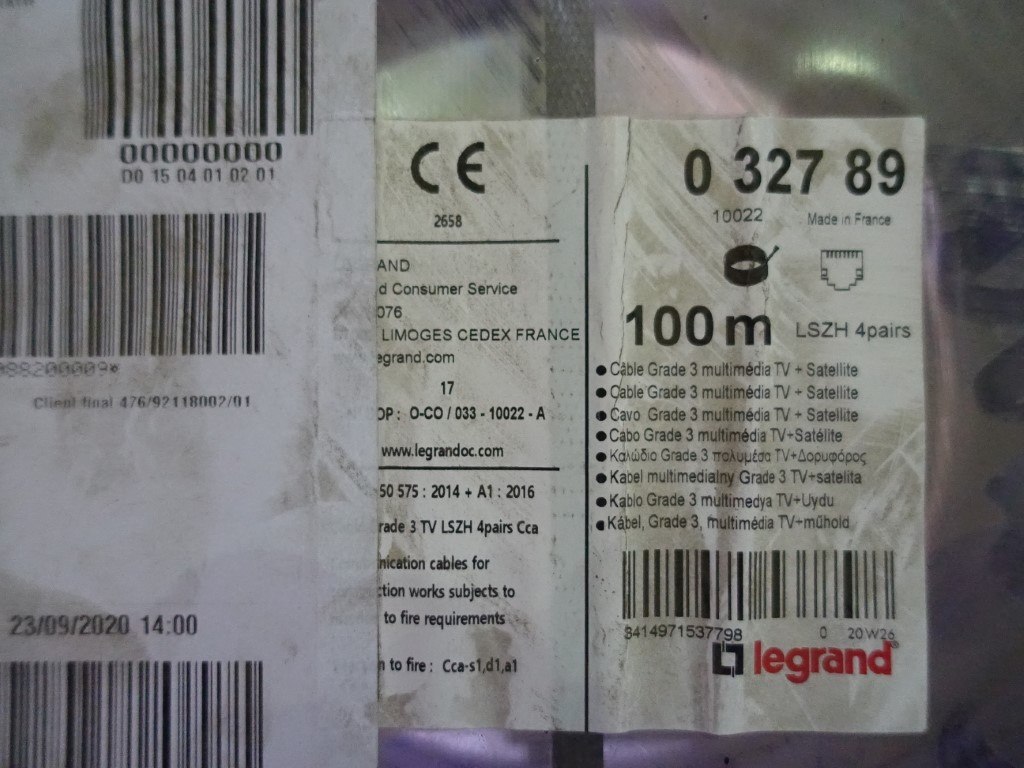 00000000
D0 15 04 01 02 01
Client final 476/92118002/01
23/09/2020 14:00
CE
2658
AND
d Consumer Service
076
LIMOGES CEDEX FRANCE
egrand.com
17
OP : O-CO / 033 - 10022 - A
www.legrandoc.com
50 575 : 2014 + A1 : 2016
rade 3 TV LSZH 4pairs Cca
nication cables for
ction works subjects to
to fire requirements
n to fire : Cca-s1,d1,a1
0 327 89
10022 Made in France
100 m LSZH 4pairs
● Câble Grade 3 multimédia TV + Satellite
● Cable Grade 3 multimédia TV + Satellite
● Cavo Grade 3 multimédia TV + Satellite
● Cabo Grade 3 multimédia TV+Satélite
● Καλώδιο Grade 3 πολυμέσα TV+Δορυφόρος
● Kabel multimedialny Grade 3 TV+satelita
● Kablo Grade 3 multimedya TV+Uydu
● Kábel, Grade 3, multimédia TV+műhold
3414971537798 0 20W26
legrand®